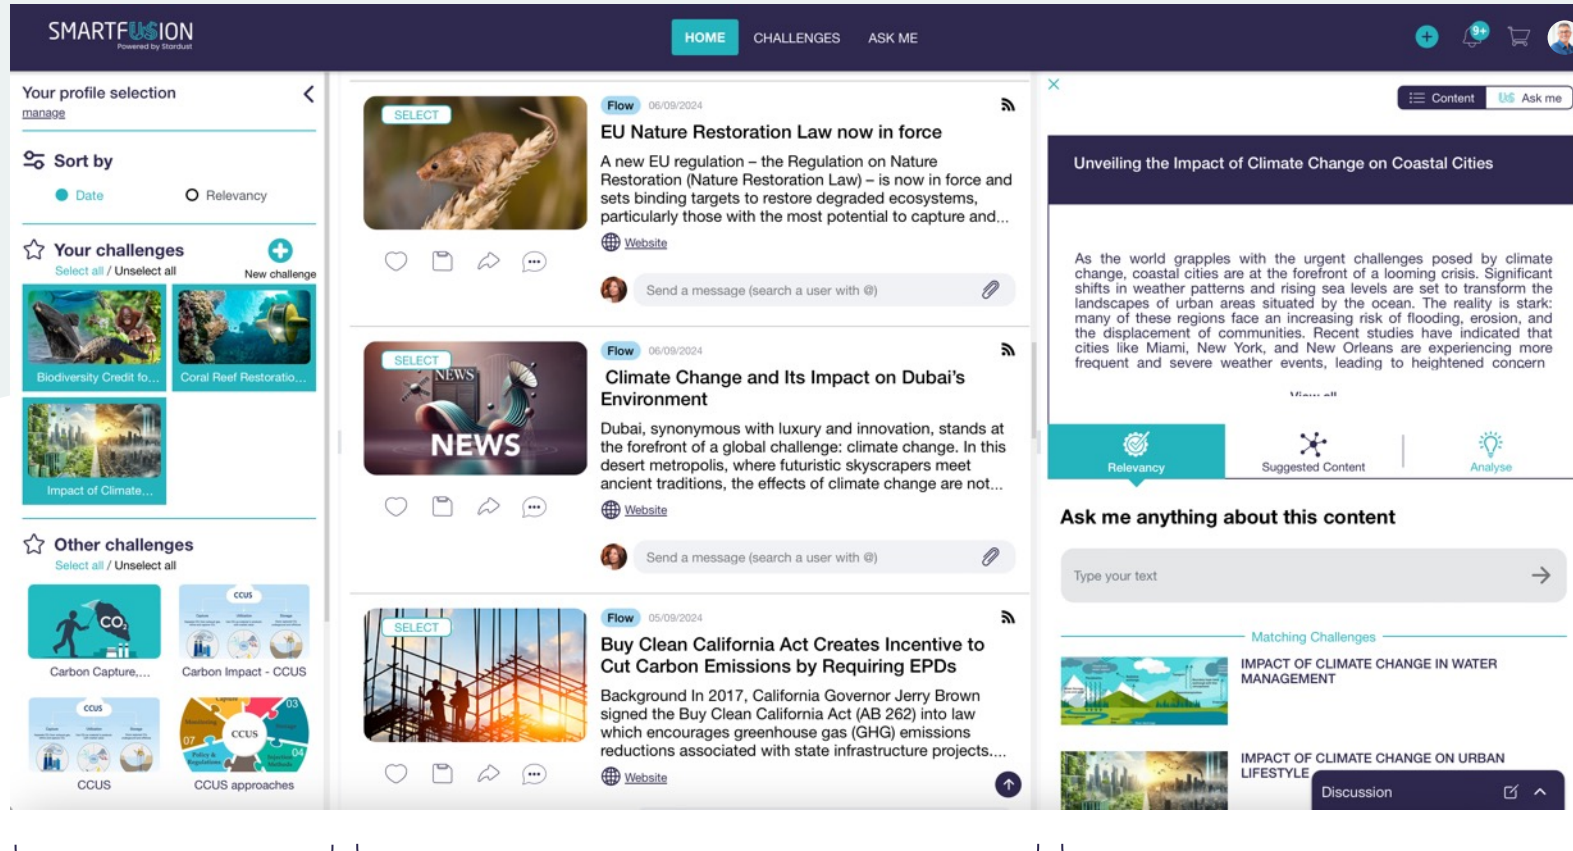 SMARTFUSION
Powered by Stardust
HOME
CHALLENGES
ASK ME
9+
Your profile selection
manage
Sort by
Date
Relevancy
Your challenges
Select all / Unselect all
New challenge
Biodiversity Credit fo...
Coral Reef Restoratio...
Impact of Climate...
Other challenges
Select all / Unselect all
CO2
Carbon Capture,...
CCUS
Carbon Impact - CCUS
CCUS
CCUS
03
07
Policy &
Regulations
CCUS
04
CCUS approaches
SELECT
Flow 06/09/2024
EU Nature Restoration Law now in force
A new EU regulation – the Regulation on Nature
Restoration (Nature Restoration Law) – is now in force and
sets binding targets to restore degraded ecosystems,
particularly those with the most potential to capture and...
Website
Send a message (search a user with @)
SELECT
NEWS
NEWS
Flow 06/09/2024
Climate Change and Its Impact on Dubai's
Environment
Dubai, synonymous with luxury and innovation, stands at
the forefront of a global challenge: climate change. In this
desert metropolis, where futuristic skyscrapers meet
ancient traditions, the effects of climate change are not...
Website
Send a message (search a user with @)
SELECT
Flow 05/09/2024
Buy Clean California Act Creates Incentive to
Cut Carbon Emissions by Requiring EPDs
Background In 2017, California Governor Jerry Brown
signed the Buy Clean California Act (AB 262) into law
which encourages greenhouse gas (GHG) emissions
reductions associated with state infrastructure projects....
Website
Content
US Ask me
Unveiling the Impact of Climate Change on Coastal Cities
As the world grapples with the urgent challenges posed by climate
change, coastal cities are at the forefront of a looming crisis. Significant
shifts in weather patterns and rising sea levels are set to transform the
landscapes of urban areas situated by the ocean. The reality is stark:
many of these regions face an increasing risk of flooding, erosion, and
the displacement of communities. Recent studies have indicated that
cities like Miami, New York, and New Orleans are experiencing more
frequent and severe weather events, leading to heightened concern
View all
Relevancy
Suggested Content
Analyse
Ask me anything about this content
Type your text
Matching Challenges
IMPACT OF CLIMATE CHANGE IN WATER
MANAGEMENT
IMPACT OF CLIMATE CHANGE ON URBAN
LIFESTYLE
Discussion